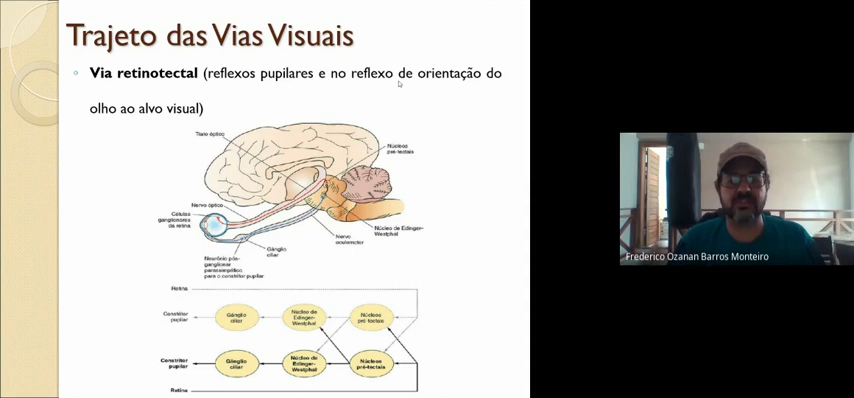 Trajeto das Vias Visuais
Via retinotectal (reflexos pupilares e no reflexo de orientação do
olho ao alvo visual)
Trato óptico
Núcleos
pré-tectais
Nervo óptico
Células
ganglionares
da retina
Núcleo de Edinger-
Westphal
Nervo
oculomotor
Gânglio
ciliar
Neurônio pós-
ganglionar
parassimpático
para o constritor pupilar
Retina
Constritor
pupilar
Gânglio
ciliar
Núcleo de
Edinger-
Westphal
Núcleos
pré-tectais
Constritor
pupilar
Gânglio
ciliar
Núcleo de
Edinger-
Westphal
Núcleos
pré-tectais
Retina
Frederico Ozanan Barros Monteiro